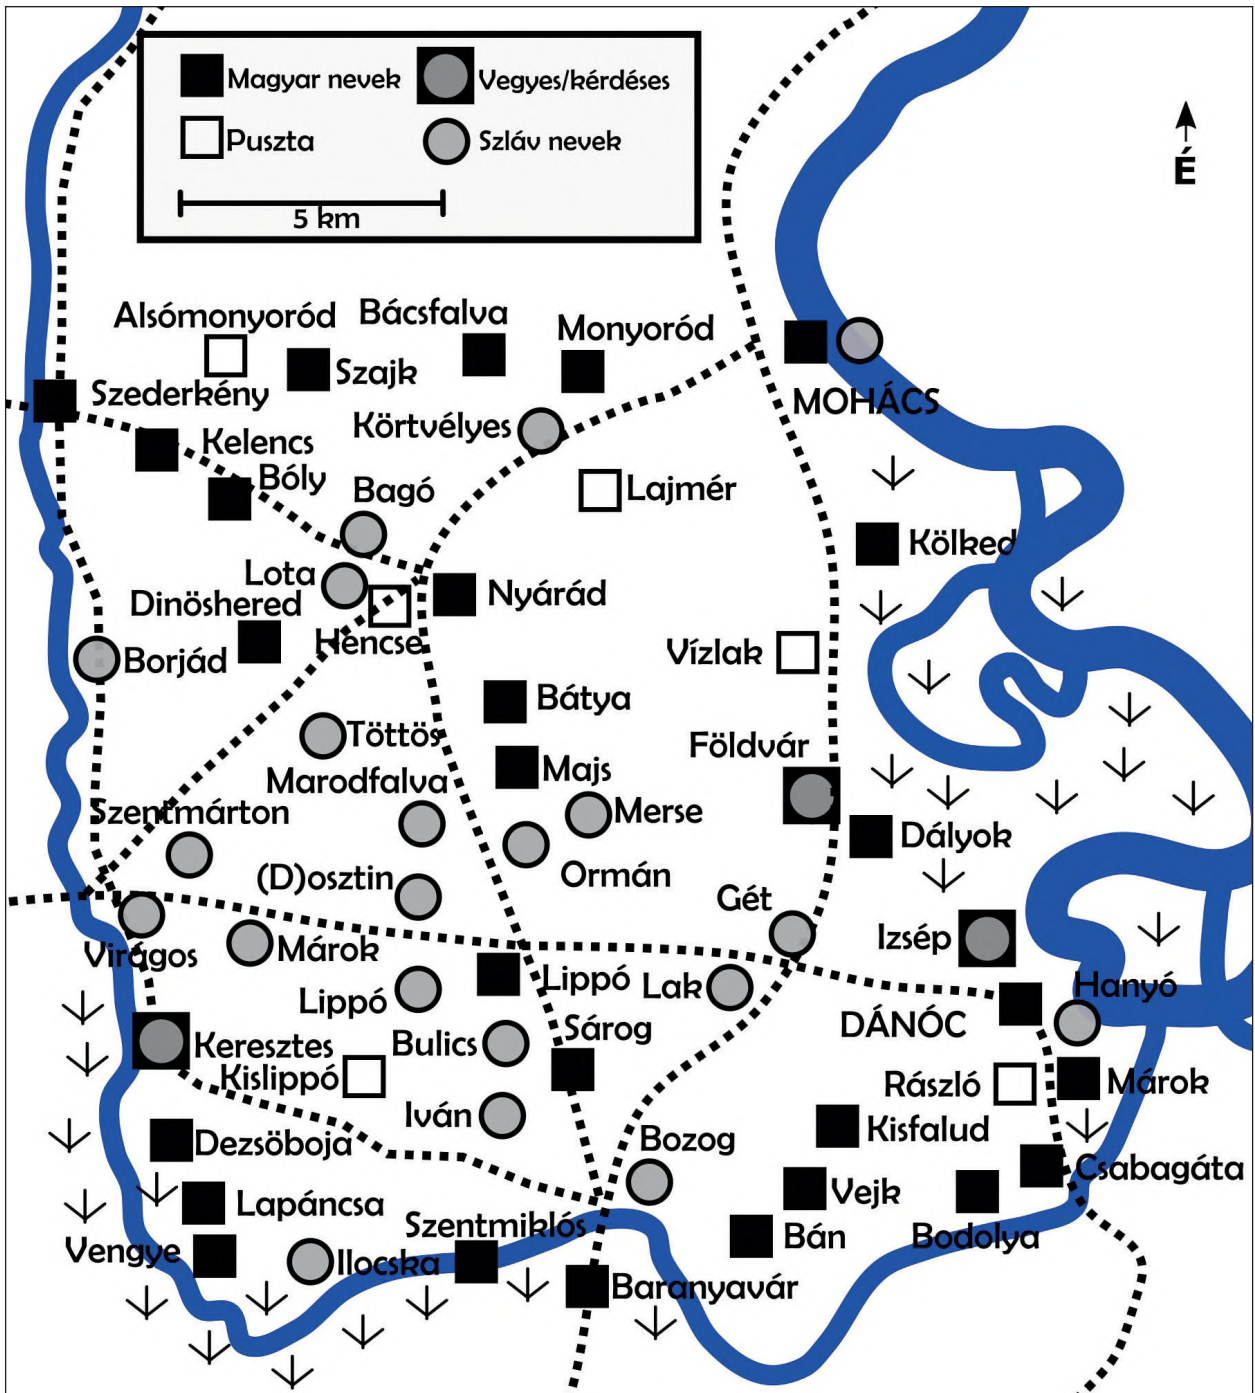 Magyar nevek
Vegyes/kérdéses
Puszta
Szláv nevek
5 km
É
Alsómonyoród
Bácsfalva
Monyoród
Szajk
Szederkény
MOHÁCS
Körtvélyes
Kelencs
Bóly
Bagó
Lajmér
Kölked
Lota
Dinöshered
Nyárád
Hencse
Borjád
Vízlak
Bátya
Töttös
Földvár
Majs
Marodfalva
Szentmárton
Merse
Dályok
(D)osztin
Ormán
Gét
Virágos
Márok
Izsép
Lippó
Lippó
Lak
Hanyó
DÁNÓC
Sárog
Bulics
Keresztes
Kislippó
Rászló
Márok
Iván
Kisfalud
Dezsöboja
Bozog
Csabagáta
Lapáncsa
Vejk
Szentmiklós
Bán
Bodolya
Vengye
Ilocska
Baranyavár